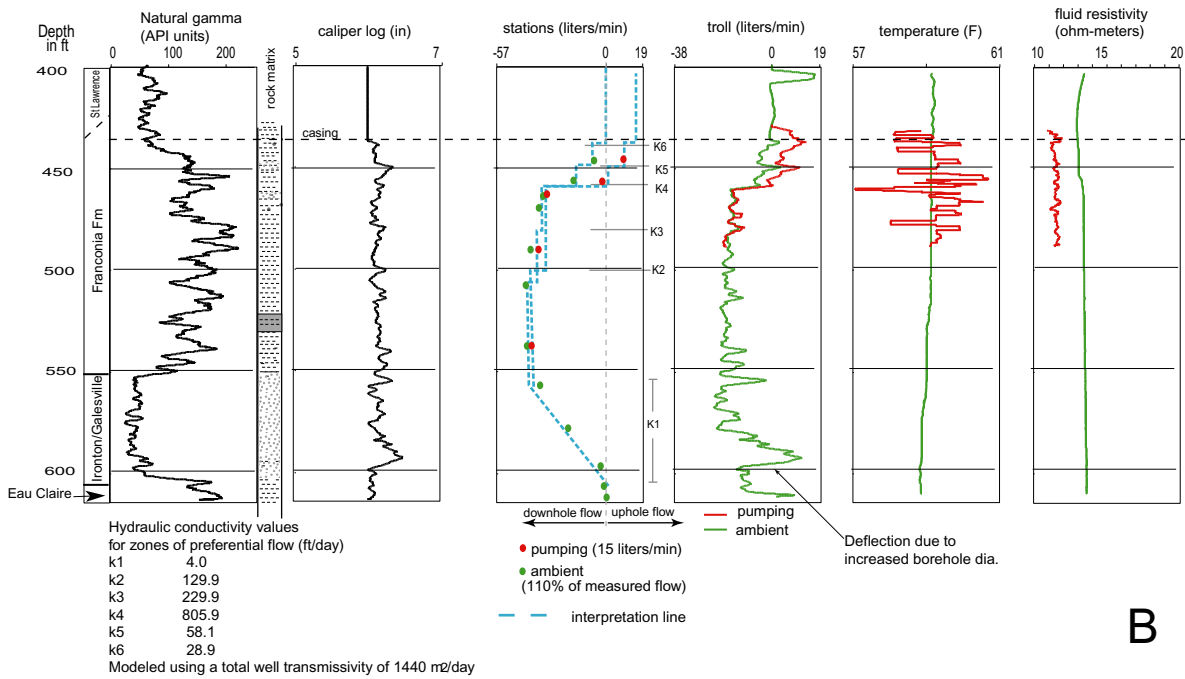 Depth
in ft
Natural gamma
(API units)
0 100 200
rock matrix
caliper log (in)
5 7
stations (liters/min)
-57 0 19
troll (liters/min)
-38 0 19
temperature (F)
57 61
fluid resistivity
(ohm-meters)
10 15 20
400
450
500
550
600
St Lawrence
Franconia Fm
Ironton/Galesville
Eau Claire
casing
K6
K5
K4
K3
K2
K1
downhole flow
uphole flow
pumping
ambient
Deflection due to
increased borehole dia.
pumping (15 liters/min)
ambient
(110% of measured flow)
interpretation line
Hydraulic conductivity values
for zones of preferential flow (ft/day)
k1 4.0
k2 129.9
k3 229.9
k4 805.9
k5 58.1
k6 28.9
Modeled using a total well transmissivity of 1440 m2/day
B